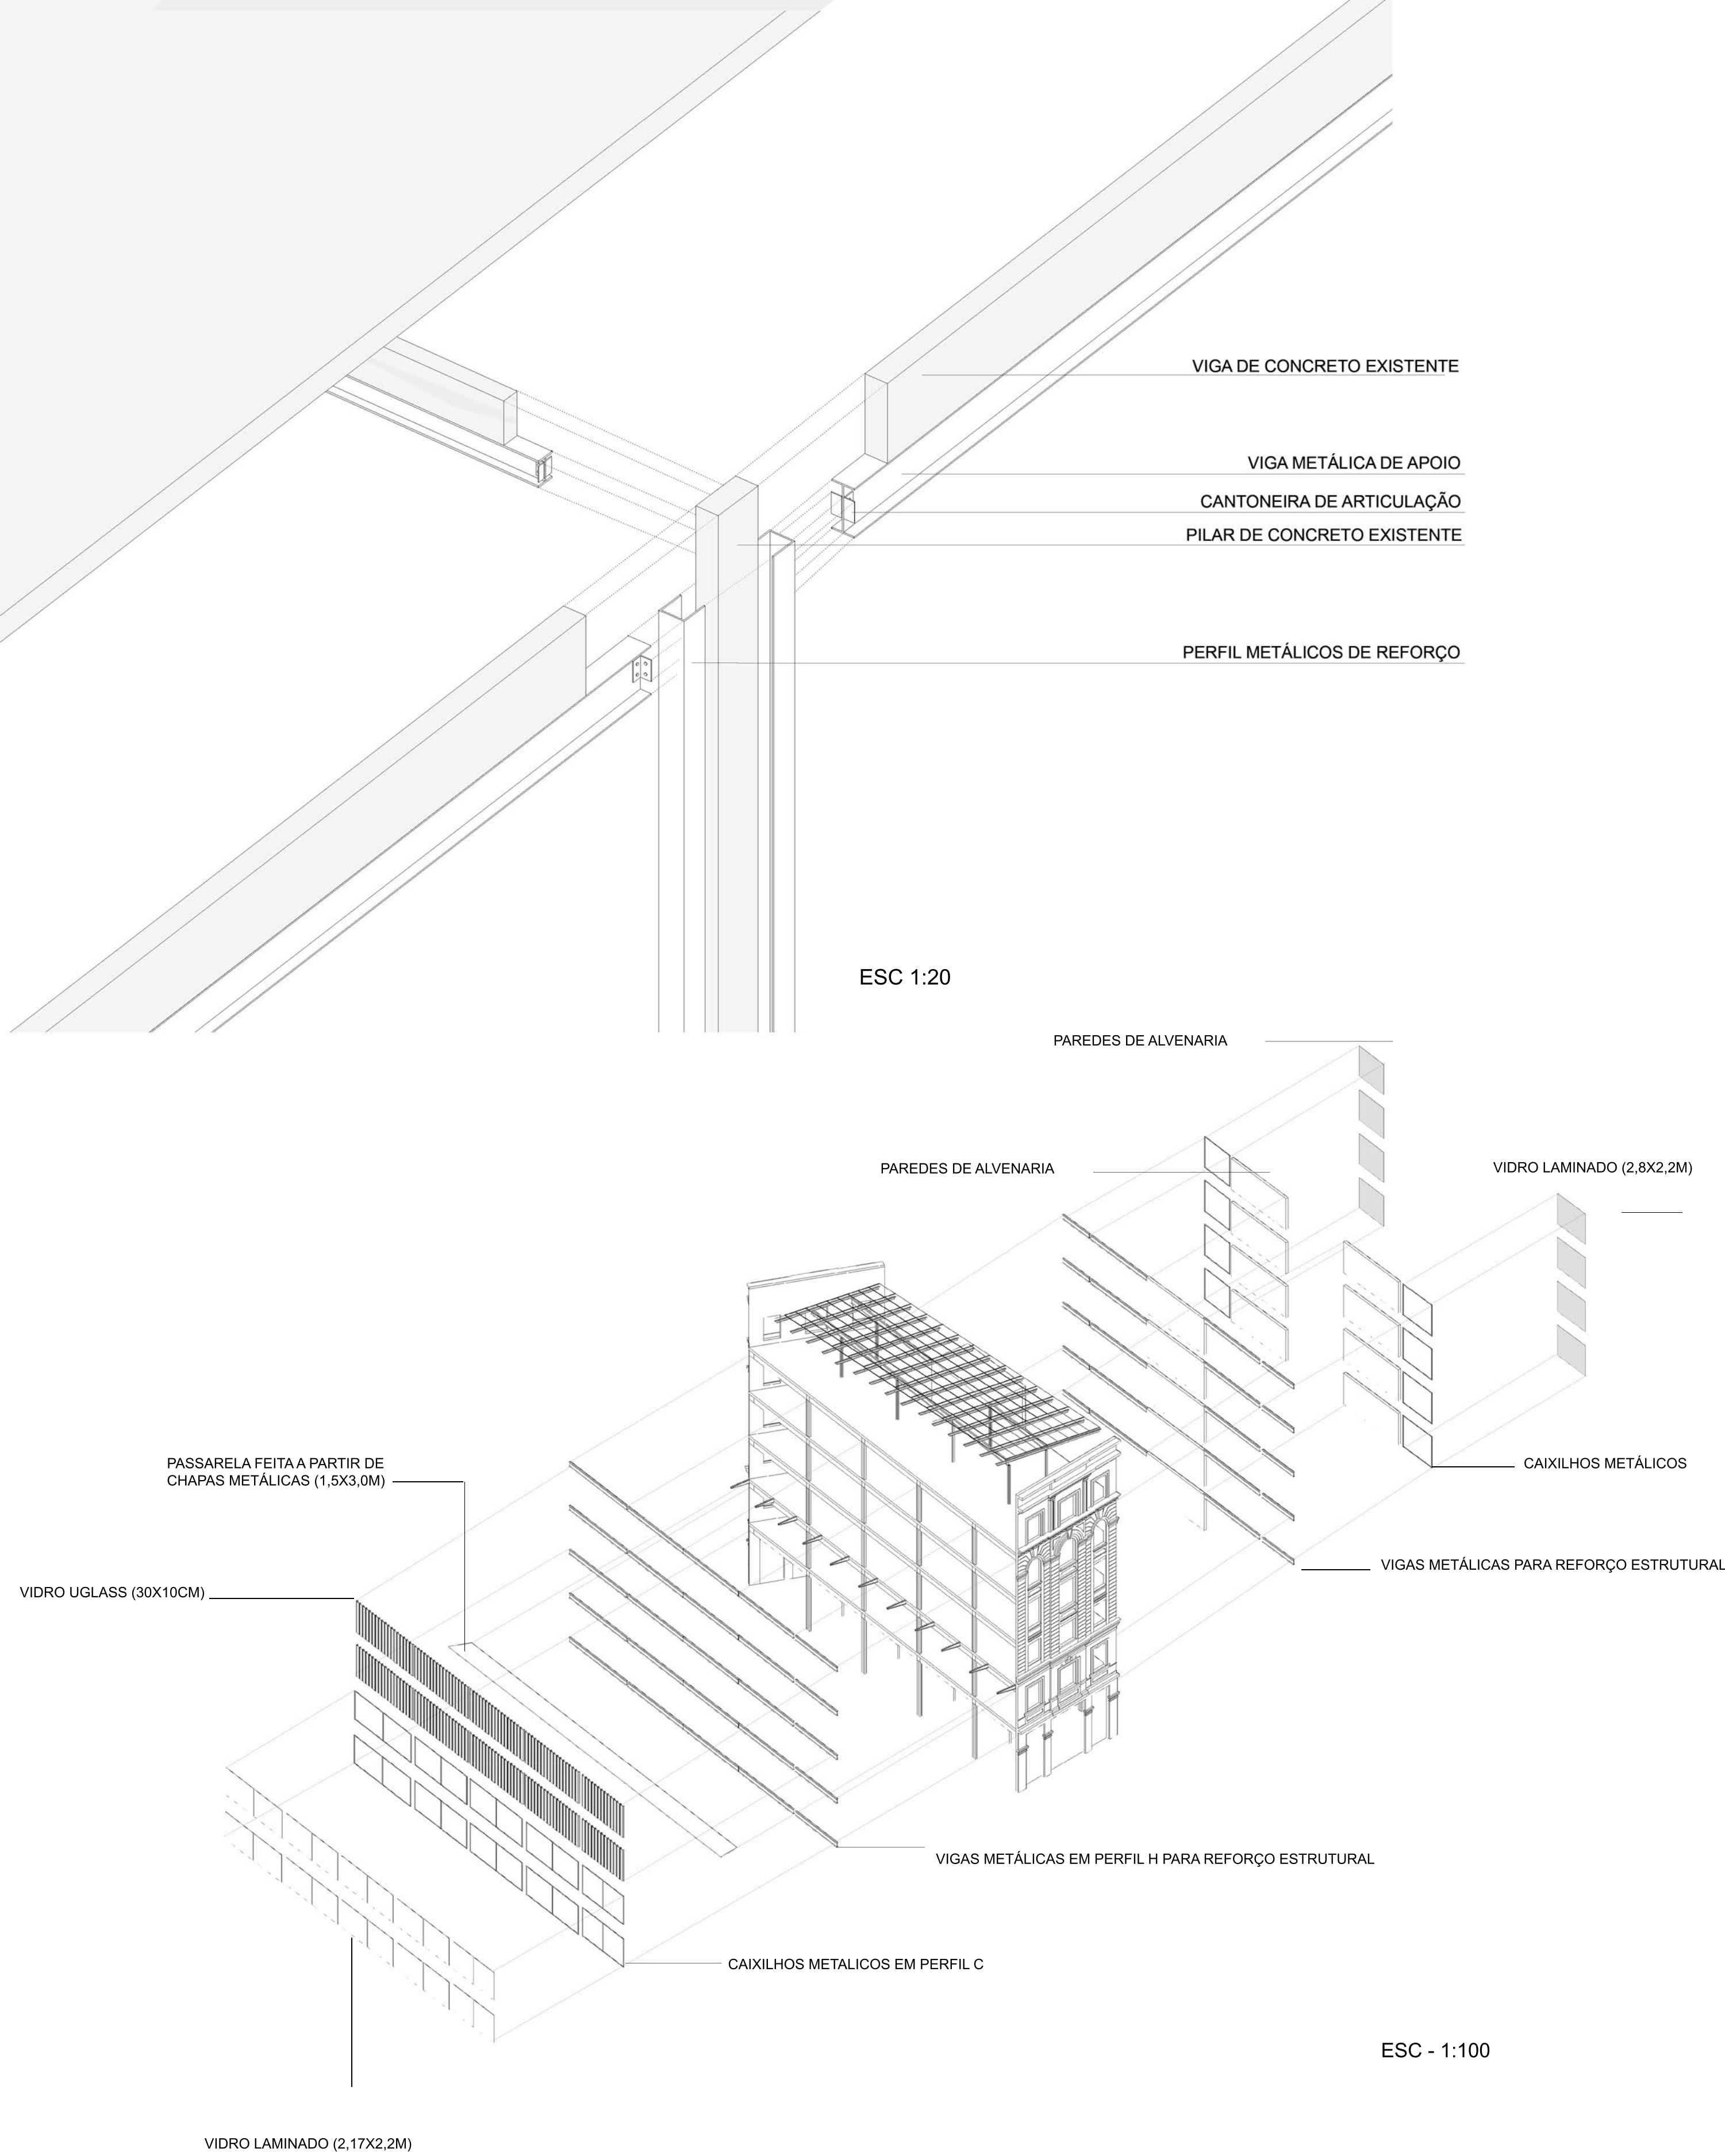 VIGA DE CONCRETO EXISTENTE
VIGA METÁLICA DE APOIO
CANTONEIRA DE ARTICULAÇÃO
PILAR DE CONCRETO EXISTENTE
PERFIL METÁLICOS DE REFORÇO
ESC 1:20
PAREDES DE ALVENARIA
PAREDES DE ALVENARIA
VIDRO LAMINADO (2,8X2,2M)
PASSARELA FEITA A PARTIR DE
CHAPAS METÁLICAS (1,5X3,0M)
CAIXILHOS METÁLICOS
VIGAS METÁLICAS PARA REFORÇO ESTRUTURAL
VIDRO UGLASS (30X10CM)
VIGAS METÁLICAS EM PERFIL H PARA REFORÇO ESTRUTURAL
CAIXILHOS METALICOS EM PERFIL C
ESC - 1:100
VIDRO LAMINADO (2,17X2,2M)